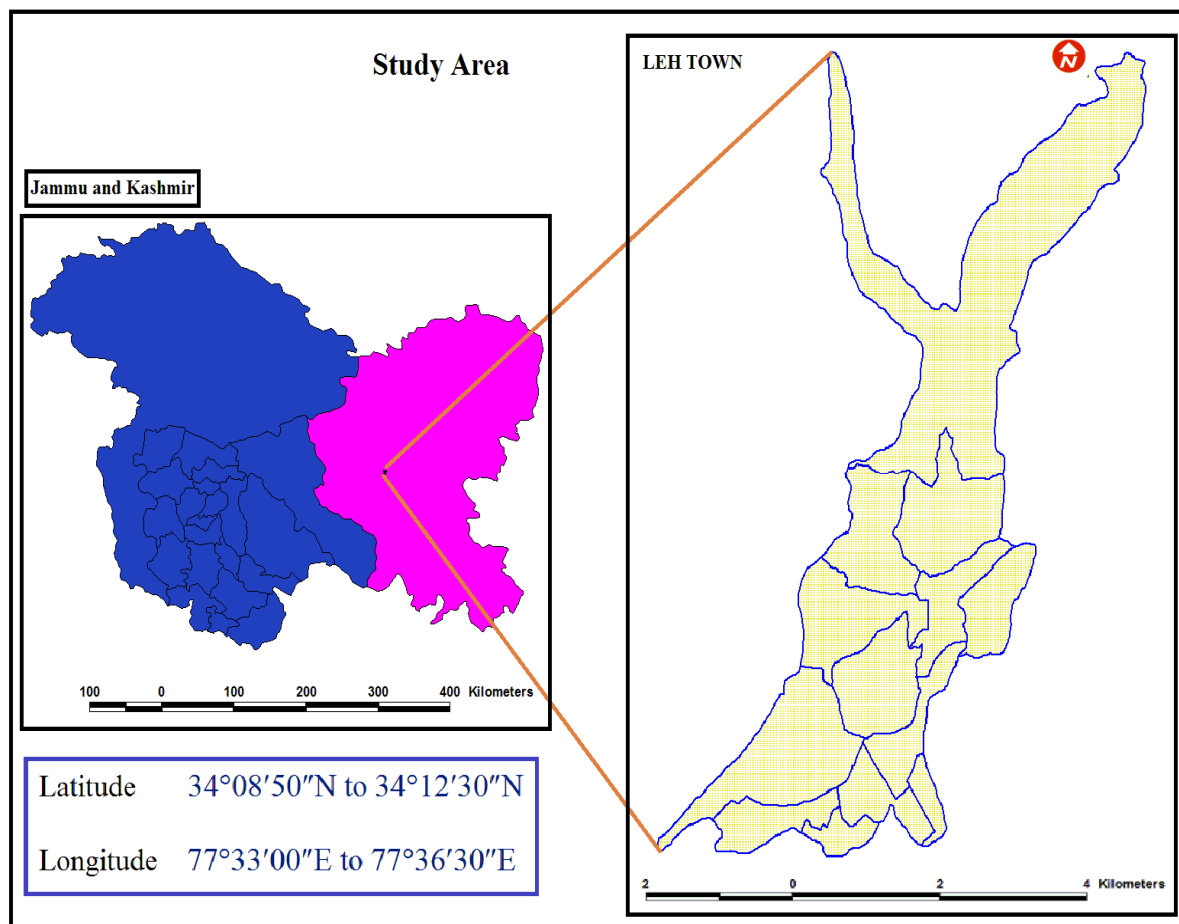 Study Area
LEH TOWN
N
Jammu and Kashmir
100 0 100 200 300 400 Kilometers
Latitude 34°08′50″N to 34°12′30″N
Longitude 77°33′00″E to 77°36′30″E
2 0 2 4 Kilometers